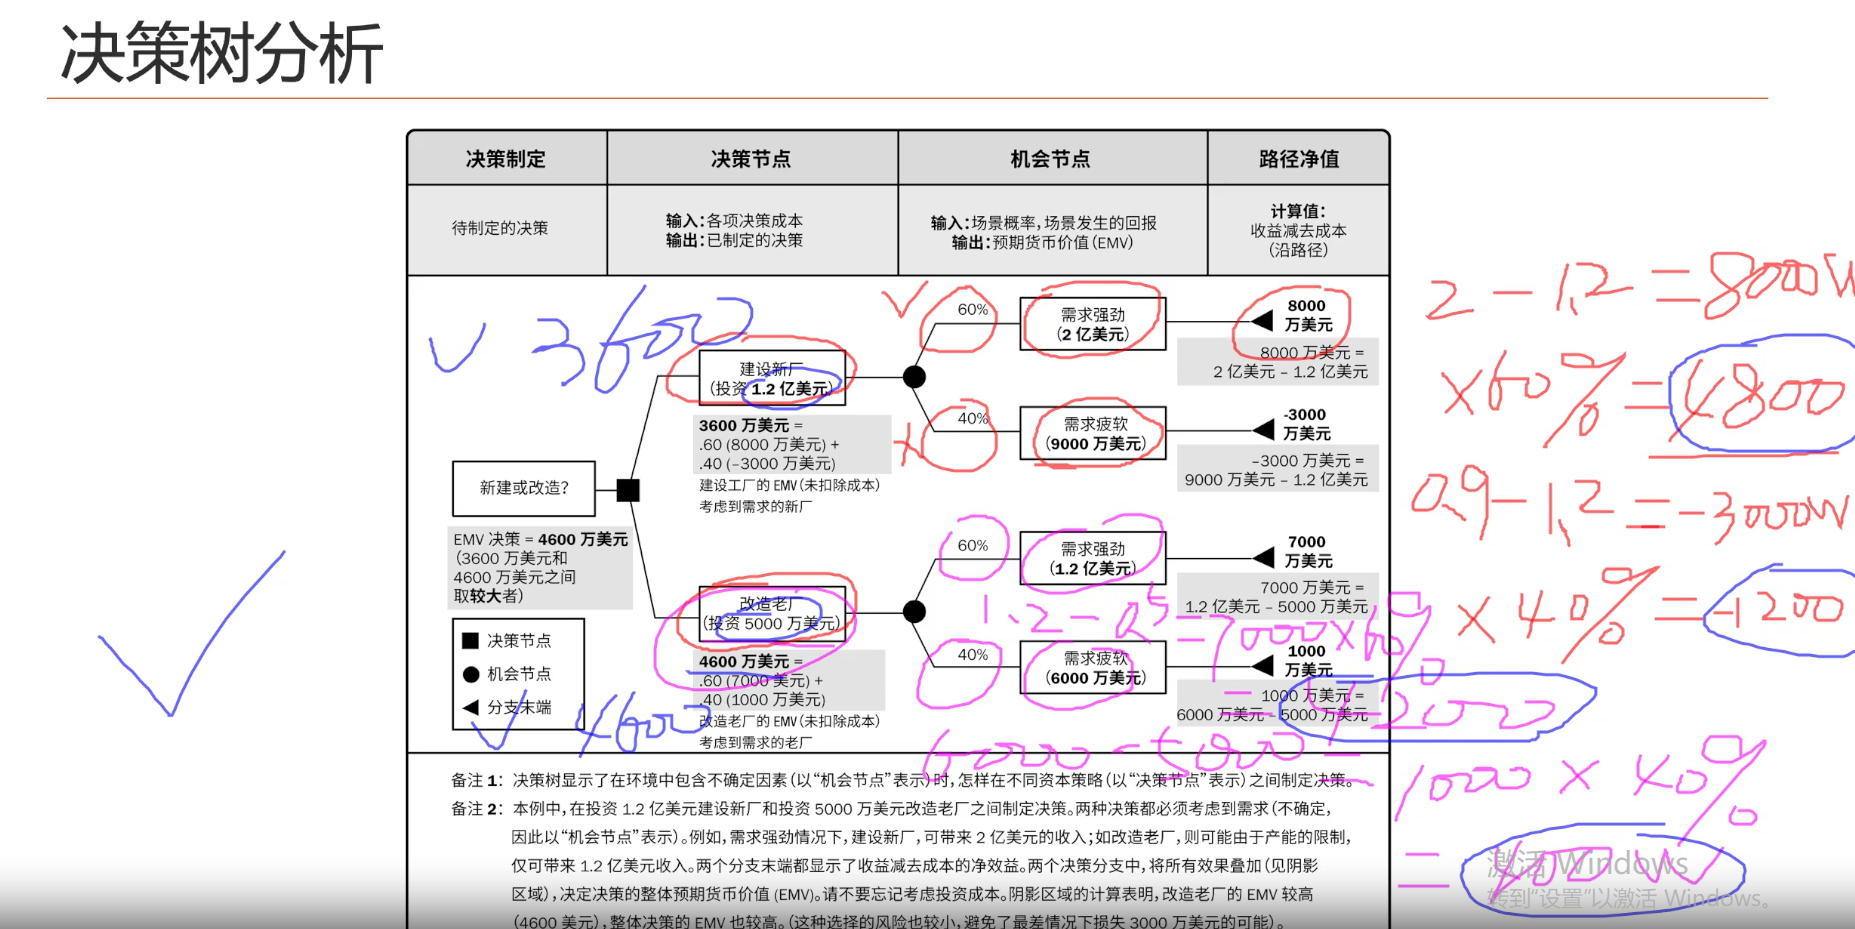 决策树分析
决策制定
决策节点
机会节点
路径净值
待制定的决策
输入：各项决策成本
输出：已制定的决策
输入：场景概率，场景发生的回报
输出：预期货币价值（EMV）
计算值：
收益减去成本
（沿路径）
新建或改造？
EMV 决策 = 4600 万美元
（3600 万美元和
4600 万美元之间
取较大者）
决策节点
机会节点
分支末端
3600
建设新厂
（投资 1.2 亿美元）
3600 万美元 =
.60 (8000 万美元) +
.40 (−3000 万美元)
建设工厂的 EMV（未扣除成本）
考虑到需求的新厂
60%
需求强劲
（2 亿美元）
8000
万美元
8000 万美元 =
2 亿美元 − 1.2 亿美元
40%
需求疲软
（9000 万美元）
-3000
万美元
−3000 万美元 =
9000 万美元 − 1.2 亿美元
改造老厂
（投资 5000 万美元）
4600 万美元 =
.60 (7000 美元) +
.40 (1000 万美元)
改造老厂的 EMV（未扣除成本）
考虑到需求的老厂
4600
60%
需求强劲
（1.2 亿美元）
7000
万美元
7000 万美元 =
1.2 亿美元 − 5000 万美元
40%
需求疲软
（6000 万美元）
1000
万美元
1000 万美元 =
6000 万美元 − 5000 万美元
2 - 1.2 = 8000W
×60% = 4800
0.9 - 1.2 = -3000W
× 40% = -1200
1.2 - 0.5 = 7000×60%
= 4200
6000 - 5000 =
1000 × 40%
= 400W
备注 1：决策树显示了在环境中包含不确定因素（以“机会节点”表示）时，怎样在不同资本策略（以“决策节点”表示）之间制定决策。
备注 2：本例中，在投资 1.2 亿美元建设新厂和投资 5000 万美元改造老厂之间制定决策。两种决策都必须考虑到需求（不确定，
因此以“机会节点”表示）。例如，需求强劲情况下，建设新厂，可带来 2 亿美元的收入；如改造老厂，则可能由于产能的限制，
仅可带来 1.2 亿美元收入。两个分支末端都显示了收益减去成本的净效益。两个决策分支中，将所有效果叠加（见阴影
区域），决定决策的整体预期货币价值 (EMV)。请不要忘记考虑投资成本。阴影区域的计算表明，改造老厂的 EMV 较高
（4600 美元），整体决策的 EMV 也较高。（这种选择的风险也较小，避免了最差情况下损失 3000 万美元的可能）。
激活 Windows
转到“设置”以激活 Windows。